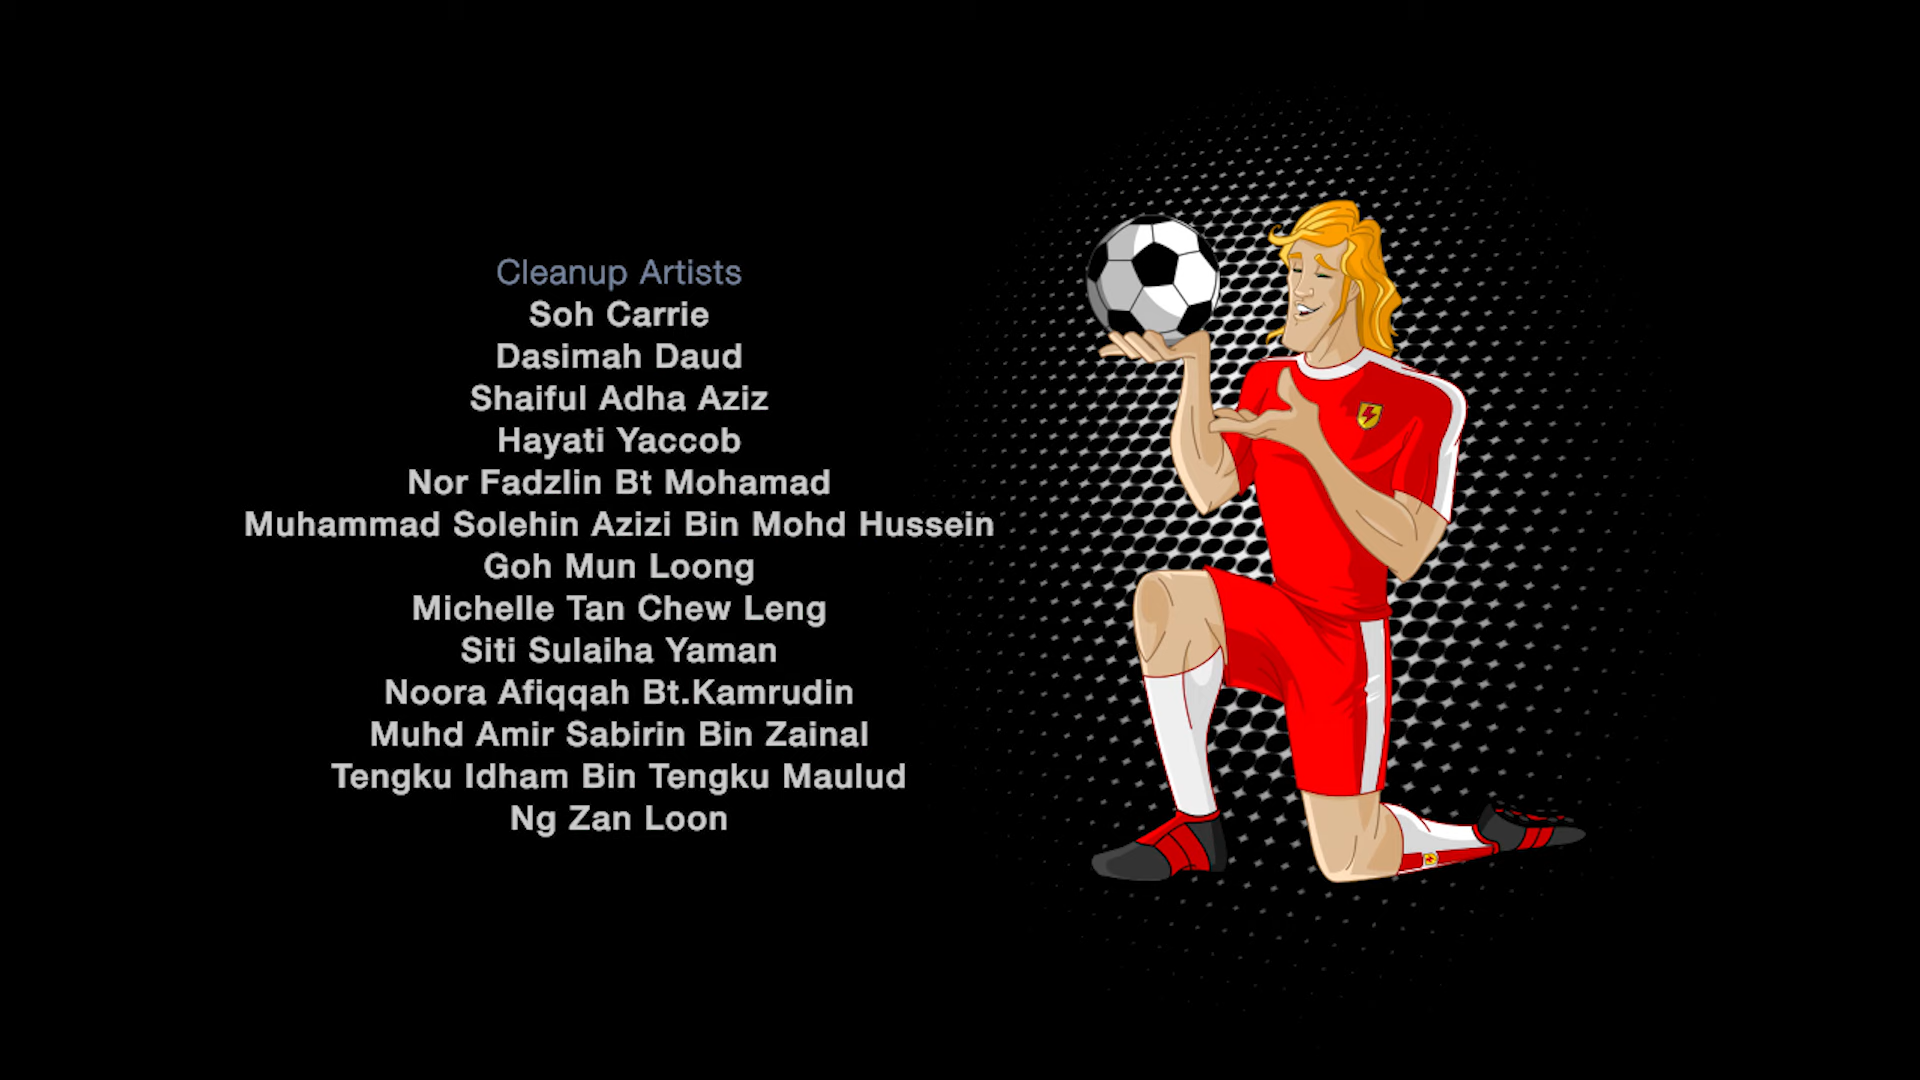 Cleanup Artists
Soh Carrie
Dasimah Daud
Shaiful Adha Aziz
Hayati Yaccob
Nor Fadzlin Bt Mohamad
Muhammad Solehin Azizi Bin Mohd Hussein
Goh Mun Loong
Michelle Tan Chew Leng
Siti Sulaiha Yaman
Noora Afiqqah Bt.Kamrudin
Muhd Amir Sabirin Bin Zainal
Tengku Idham Bin Tengku Maulud
Ng Zan Loon